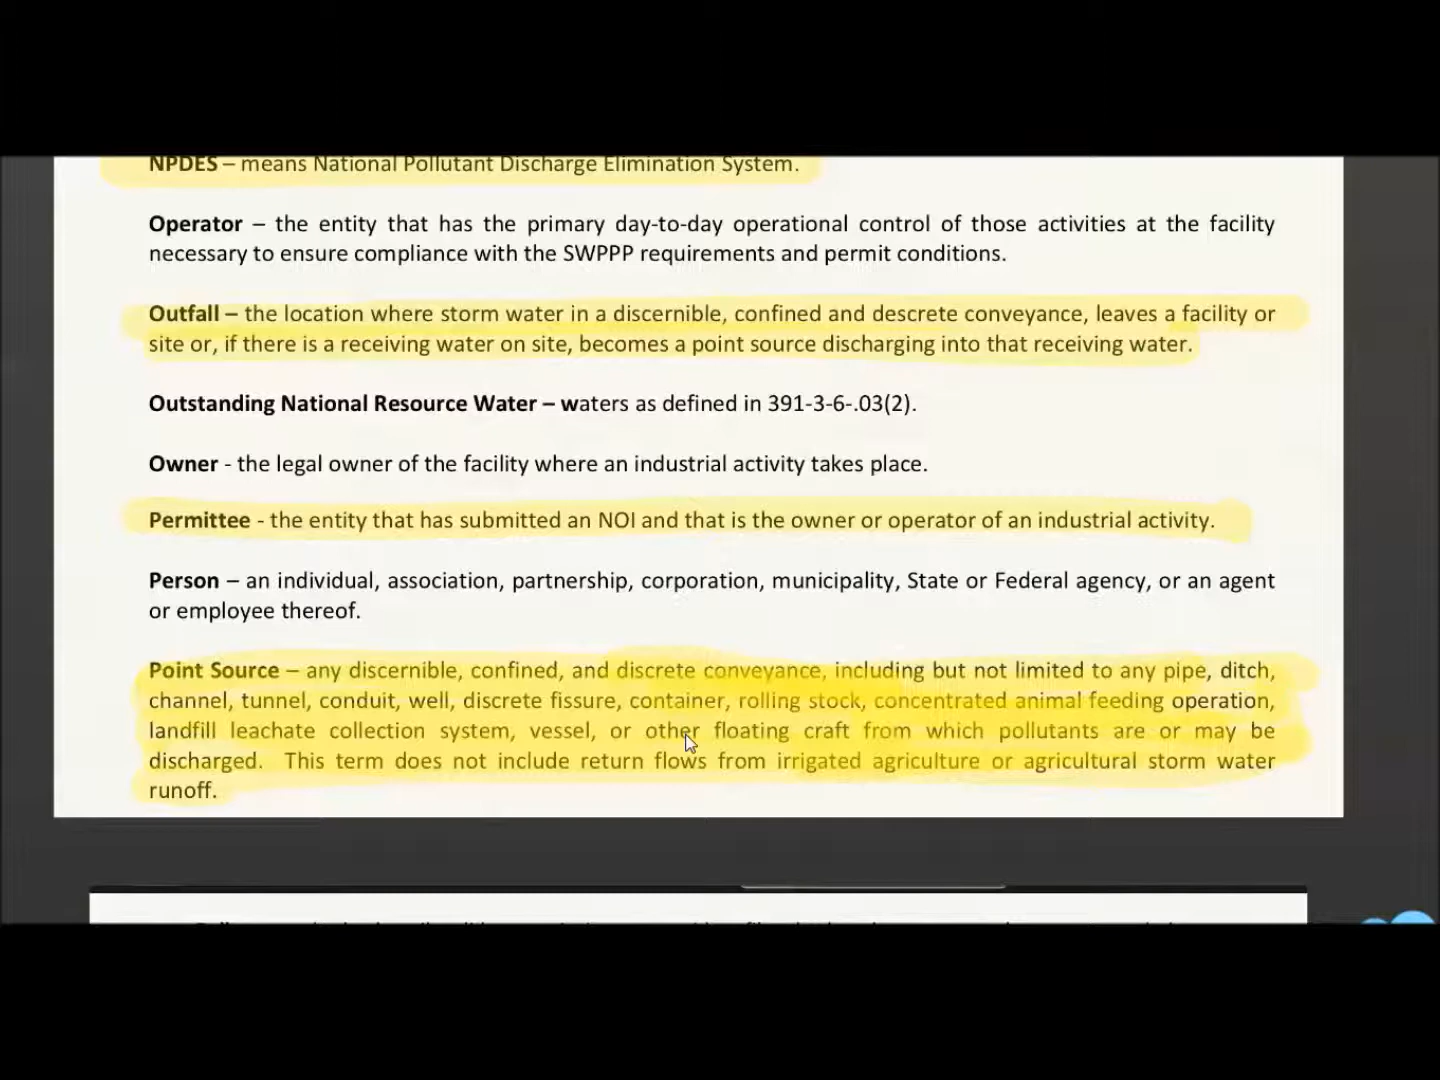 NPDES – means National Pollutant Discharge Elimination System.
Operator – the entity that has the primary day-to-day operational control of those activities at the facility
necessary to ensure compliance with the SWPPP requirements and permit conditions.
Outfall – the location where storm water in a discernible, confined and descrete conveyance, leaves a facility or
site or, if there is a receiving water on site, becomes a point source discharging into that receiving water.
Outstanding National Resource Water – waters as defined in 391-3-6-.03(2).
Owner - the legal owner of the facility where an industrial activity takes place.
Permittee - the entity that has submitted an NOI and that is the owner or operator of an industrial activity.
Person – an individual, association, partnership, corporation, municipality, State or Federal agency, or an agent
or employee thereof.
Point Source – any discernible, confined, and discrete conveyance, including but not limited to any pipe, ditch,
channel, tunnel, conduit, well, discrete fissure, container, rolling stock, concentrated animal feeding operation,
landfill leachate collection system, vessel, or other floating craft from which pollutants are or may be
discharged. This term does not include return flows from irrigated agriculture or agricultural storm water
runoff.